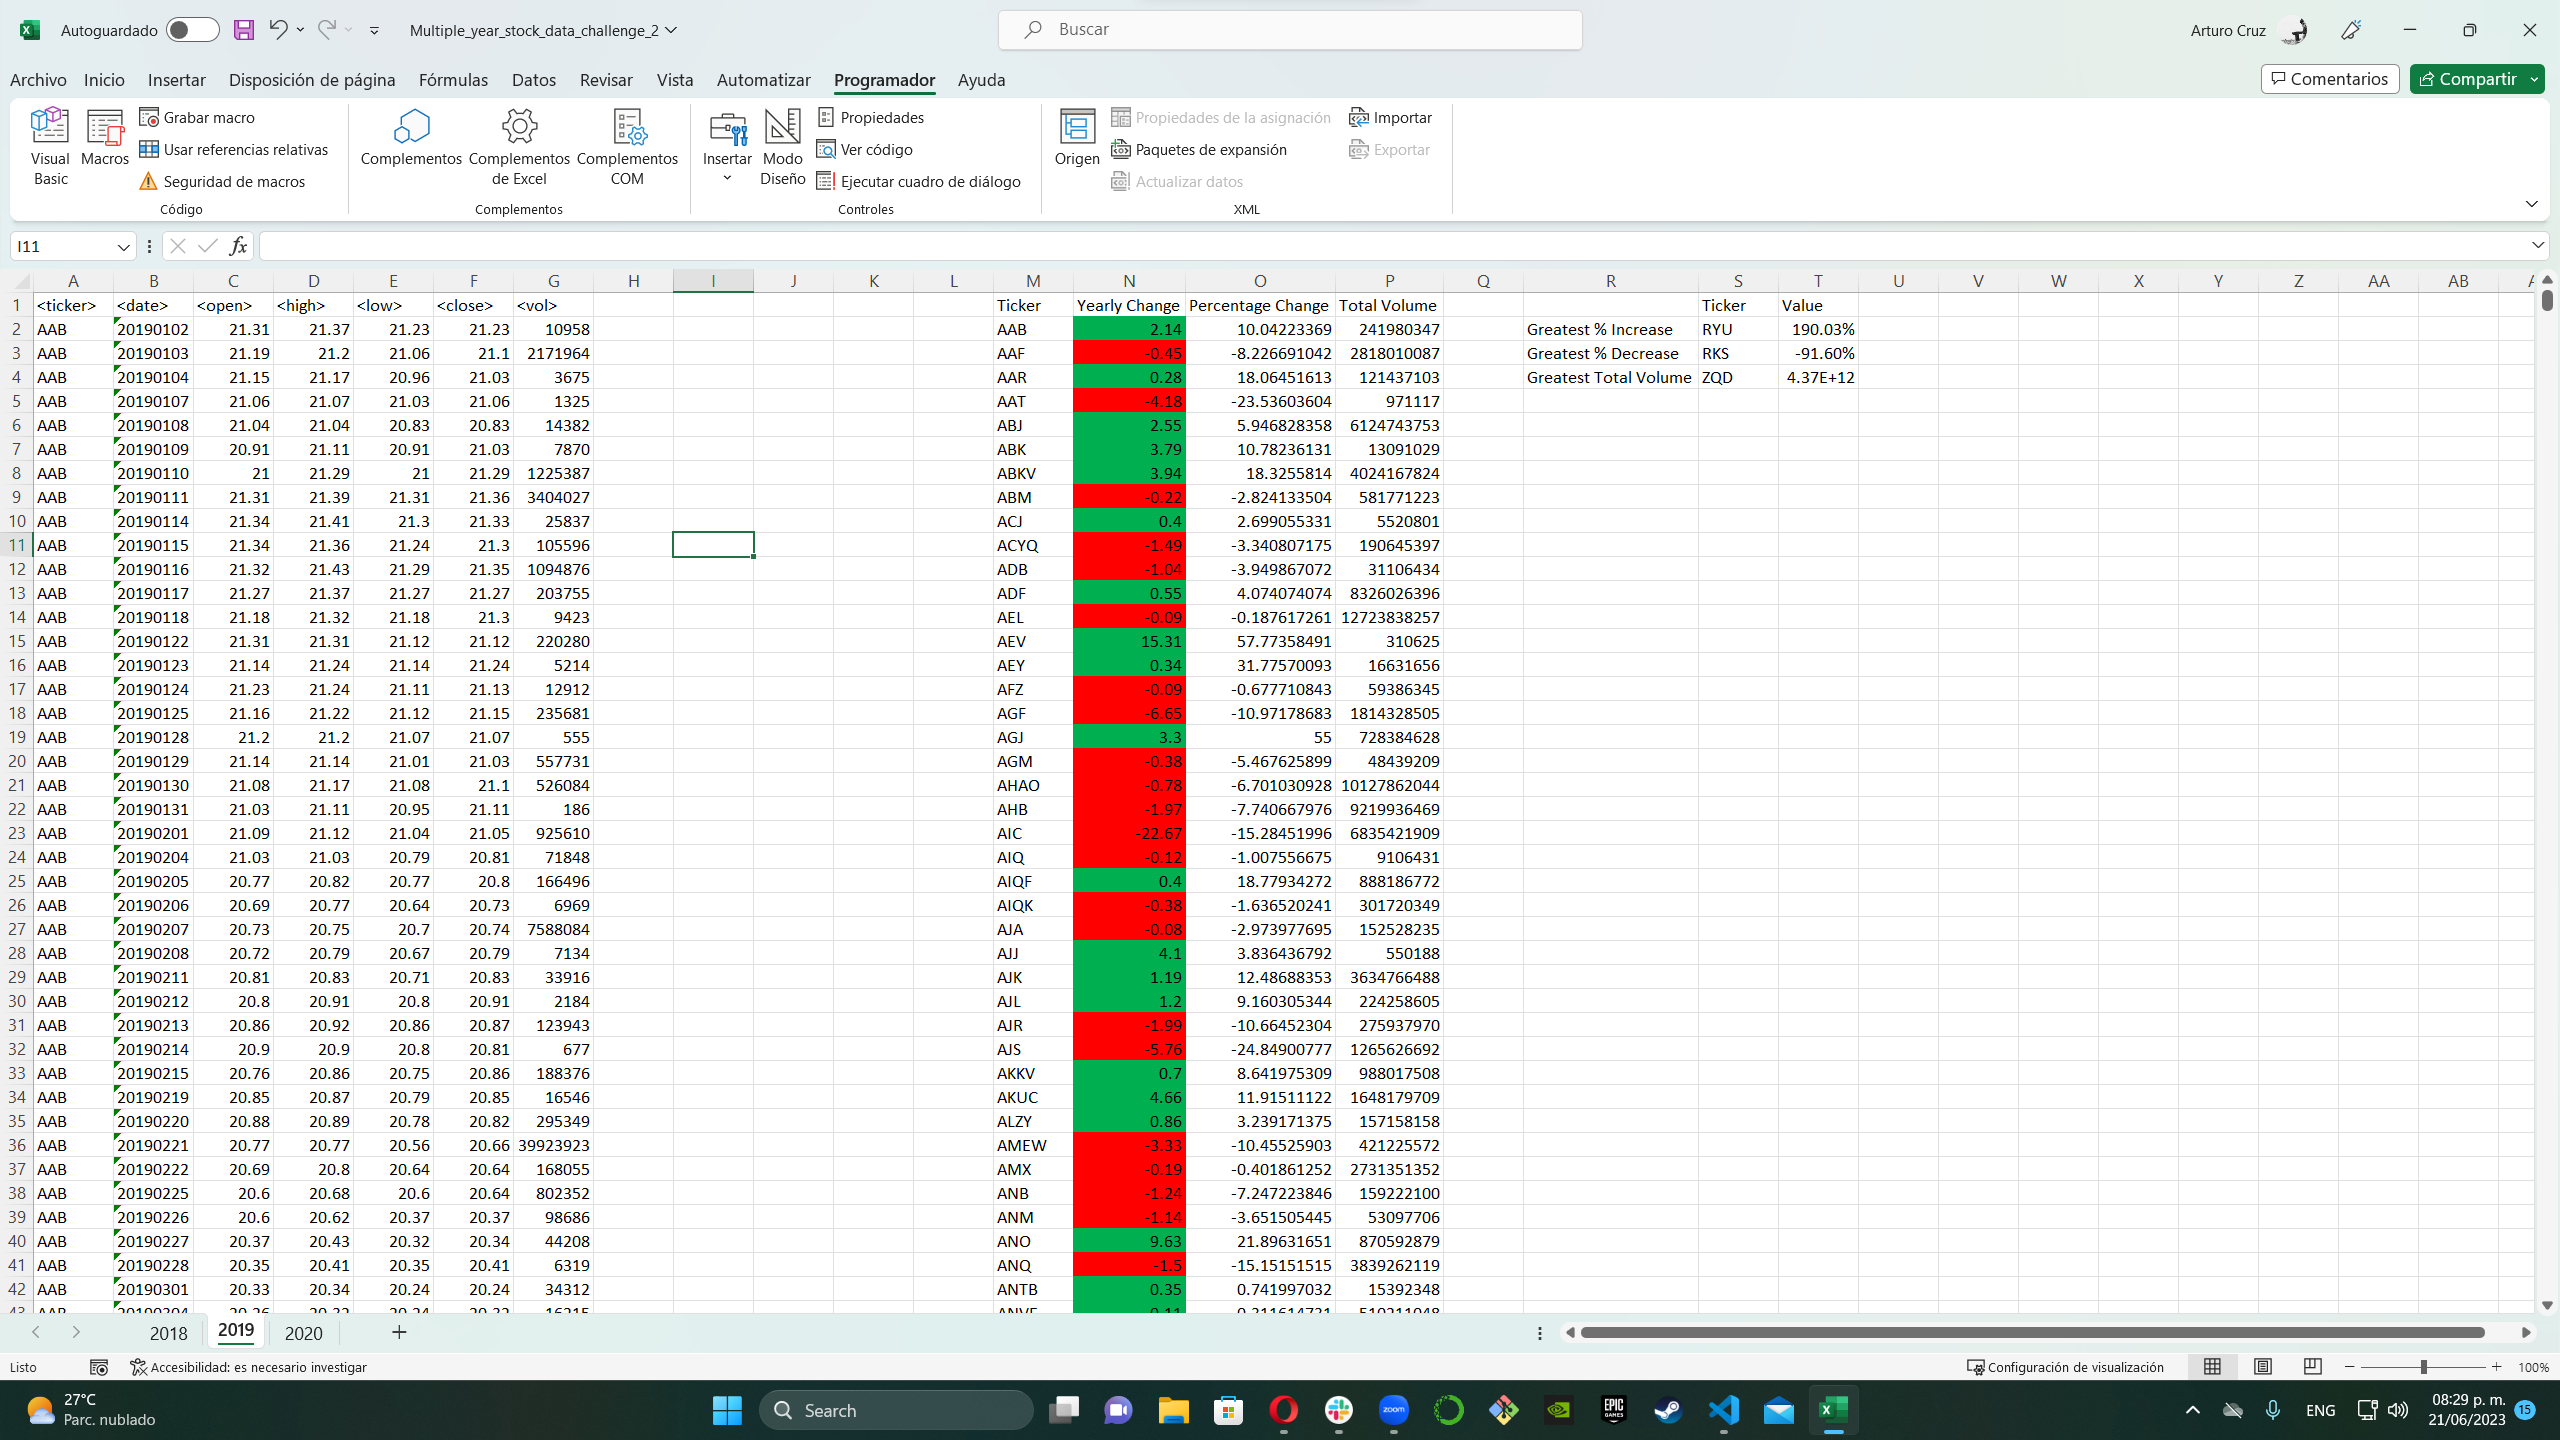 Autoguardado Multiple_year_stock_data_challenge_2 Buscar Arturo Cruz
Archivo Inicio Insertar Disposición de página Fórmulas Datos Revisar Vista Automatizar Programador Ayuda Comentarios Compartir
Visual Basic Macros Grabar macro Usar referencias relativas Seguridad de macros
Complementos Complementos de Excel Complementos COM
Insertar Modo Diseño Propiedades Ver código Ejecutar cuadro de diálogo
Origen Propiedades de la asignación Paquetes de expansión Actualizar datos Importar Exportar
Código Complementos Controles XML
I11 fx
A B C D E F G H I J K L M N O P Q R S T U V W X Y Z AA AB
1 <ticker> <date> <open> <high> <low> <close> <vol> Ticker Yearly Change Percentage Change Total Volume Ticker Value
2 AAB 20190102 21.31 21.37 21.23 21.23 10958 AAB 2.14 10.04223369 241980347 Greatest % Increase RYU 190.03%
3 AAB 20190103 21.19 21.2 21.06 21.1 2171964 AAF -0.45 -8.226691042 2818010087 Greatest % Decrease RKS -91.60%
4 AAB 20190104 21.15 21.17 20.96 21.03 3675 AAR 0.28 18.06451613 121437103 Greatest Total Volume ZQD 4.37E+12
5 AAB 20190107 21.06 21.07 21.03 21.06 1325 AAT -4.18 -23.53603604 971117
6 AAB 20190108 21.04 21.04 20.83 20.83 14382 ABJ 2.55 5.946828358 6124743753
7 AAB 20190109 20.91 21.11 20.91 21.03 7870 ABK 3.79 10.78236131 13091029
8 AAB 20190110 21 21.29 21 21.29 1225387 ABKV 3.94 18.3255814 4024167824
9 AAB 20190111 21.31 21.39 21.31 21.36 3404027 ABM -0.22 -2.824133504 581771223
10 AAB 20190114 21.34 21.41 21.3 21.33 25837 ACJ 0.4 2.699055331 5520801
11 AAB 20190115 21.34 21.36 21.24 21.3 105596 ACYQ -1.49 -3.340807175 190645397
12 AAB 20190116 21.32 21.43 21.29 21.35 1094876 ADB -1.04 -3.949867072 31106434
13 AAB 20190117 21.27 21.37 21.27 21.27 203755 ADF 0.55 4.074074074 8326026396
14 AAB 20190118 21.18 21.32 21.18 21.3 9423 AEL -0.09 -0.187617261 12723838257
15 AAB 20190122 21.31 21.31 21.12 21.12 220280 AEV 15.31 57.77358491 310625
16 AAB 20190123 21.14 21.24 21.14 21.24 5214 AEY 0.34 31.77570093 16631656
17 AAB 20190124 21.23 21.24 21.11 21.13 12912 AFZ -0.09 -0.677710843 59386345
18 AAB 20190125 21.16 21.22 21.12 21.15 235681 AGF -6.65 -10.97178683 1814328505
19 AAB 20190128 21.2 21.2 21.07 21.07 555 AGJ 3.3 55 728384628
20 AAB 20190129 21.14 21.14 21.01 21.03 557731 AGM -0.38 -5.467625899 48439209
21 AAB 20190130 21.08 21.17 21.08 21.1 526084 AHAO -0.78 -6.701030928 10127862044
22 AAB 20190131 21.03 21.11 20.95 21.11 186 AHB -1.97 -7.740667976 9219936469
23 AAB 20190201 21.09 21.12 21.04 21.05 925610 AIC -22.67 -15.28451996 6835421909
24 AAB 20190204 21.03 21.03 20.79 20.81 71848 AIQ -0.12 -1.007556675 9106431
25 AAB 20190205 20.77 20.82 20.77 20.8 166496 AIQF 0.4 18.77934272 888186772
26 AAB 20190206 20.69 20.77 20.64 20.73 6969 AIQK -0.38 -1.636520241 301720349
27 AAB 20190207 20.73 20.75 20.7 20.74 7588084 AJA -0.08 -2.973977695 152528235
28 AAB 20190208 20.72 20.79 20.67 20.79 7134 AJJ 4.1 3.836436792 550188
29 AAB 20190211 20.81 20.83 20.71 20.83 33916 AJK 1.19 12.48688353 3634766488
30 AAB 20190212 20.8 20.91 20.8 20.91 2184 AJL 1.2 9.160305344 224258605
31 AAB 20190213 20.86 20.92 20.86 20.87 123943 AJR -1.99 -10.66452304 275937970
32 AAB 20190214 20.9 20.9 20.8 20.81 677 AJS -5.76 -24.84900777 1265626692
33 AAB 20190215 20.76 20.86 20.75 20.86 188376 AKKV 0.7 8.641975309 988017508
34 AAB 20190219 20.85 20.87 20.79 20.85 16546 AKUC 4.66 11.91511122 1648179709
35 AAB 20190220 20.88 20.89 20.78 20.82 295349 ALZY 0.86 3.239171375 157158158
36 AAB 20190221 20.77 20.77 20.56 20.66 39923923 AMEW -3.33 -10.45525903 421225572
37 AAB 20190222 20.69 20.8 20.64 20.64 168055 AMX -0.19 -0.401861252 2731351352
38 AAB 20190225 20.6 20.68 20.6 20.64 802352 ANB -1.24 -7.247223846 159222100
39 AAB 20190226 20.6 20.62 20.37 20.37 98686 ANM -1.14 -3.651505445 53097706
40 AAB 20190227 20.37 20.43 20.32 20.34 44208 ANO 9.63 21.89631651 870592879
41 AAB 20190228 20.35 20.41 20.35 20.41 6319 ANQ -1.5 -15.15151515 3839262119
42 AAB 20190301 20.33 20.34 20.24 20.24 34312 ANTB 0.35 0.741997032 15392348
2018 2019 2020
Listo Accesibilidad: es necesario investigar Configuración de visualización 100%
27°C
Parc. nublado
Search zoom EPIC GAMES ENG 08:29 p. m. 15
21/06/2023